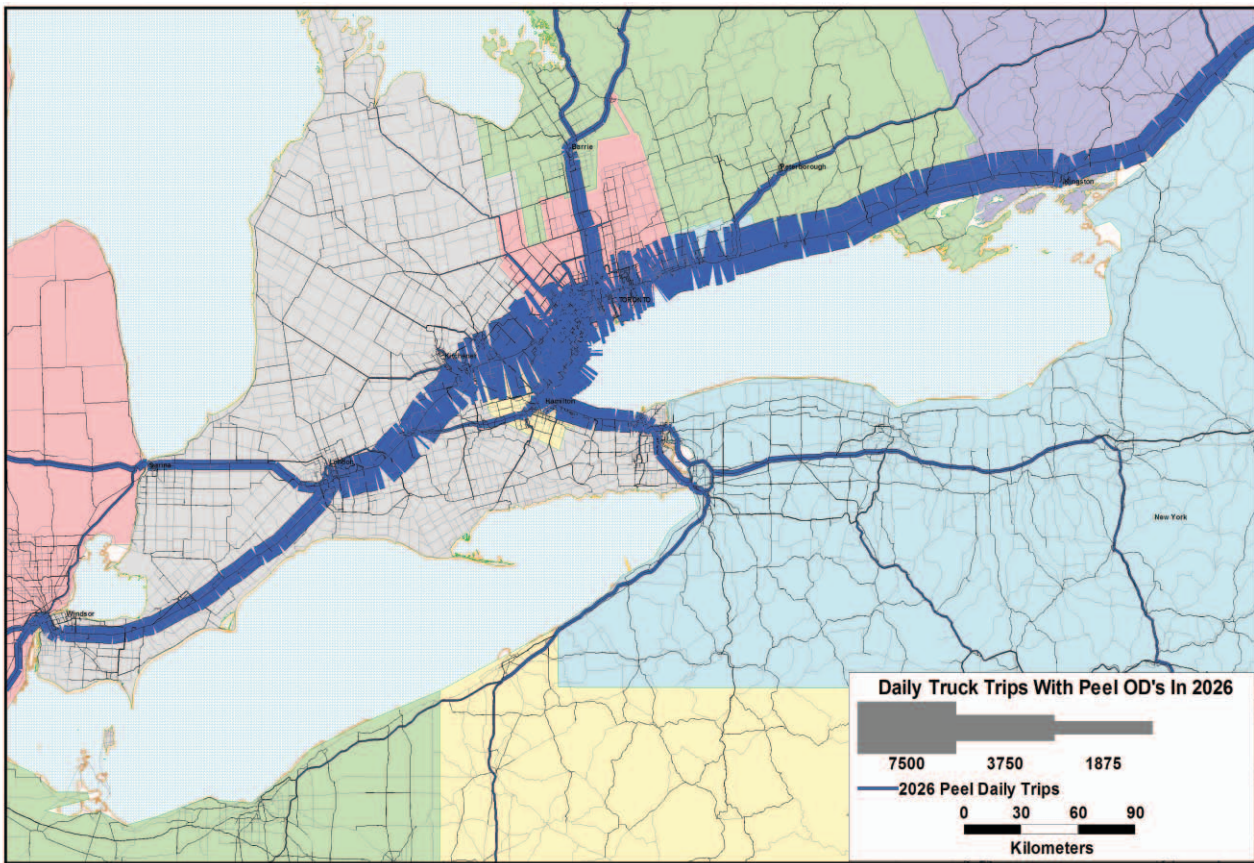 Barrie
Peterborough
Kingston
TORONTO
Kitchener
Hamilton
Sarnia
London
New York
Windsor
Daily Truck Trips With Peel OD's In 2026
7500 3750 1875
2026 Peel Daily Trips
0 30 60 90
Kilometers